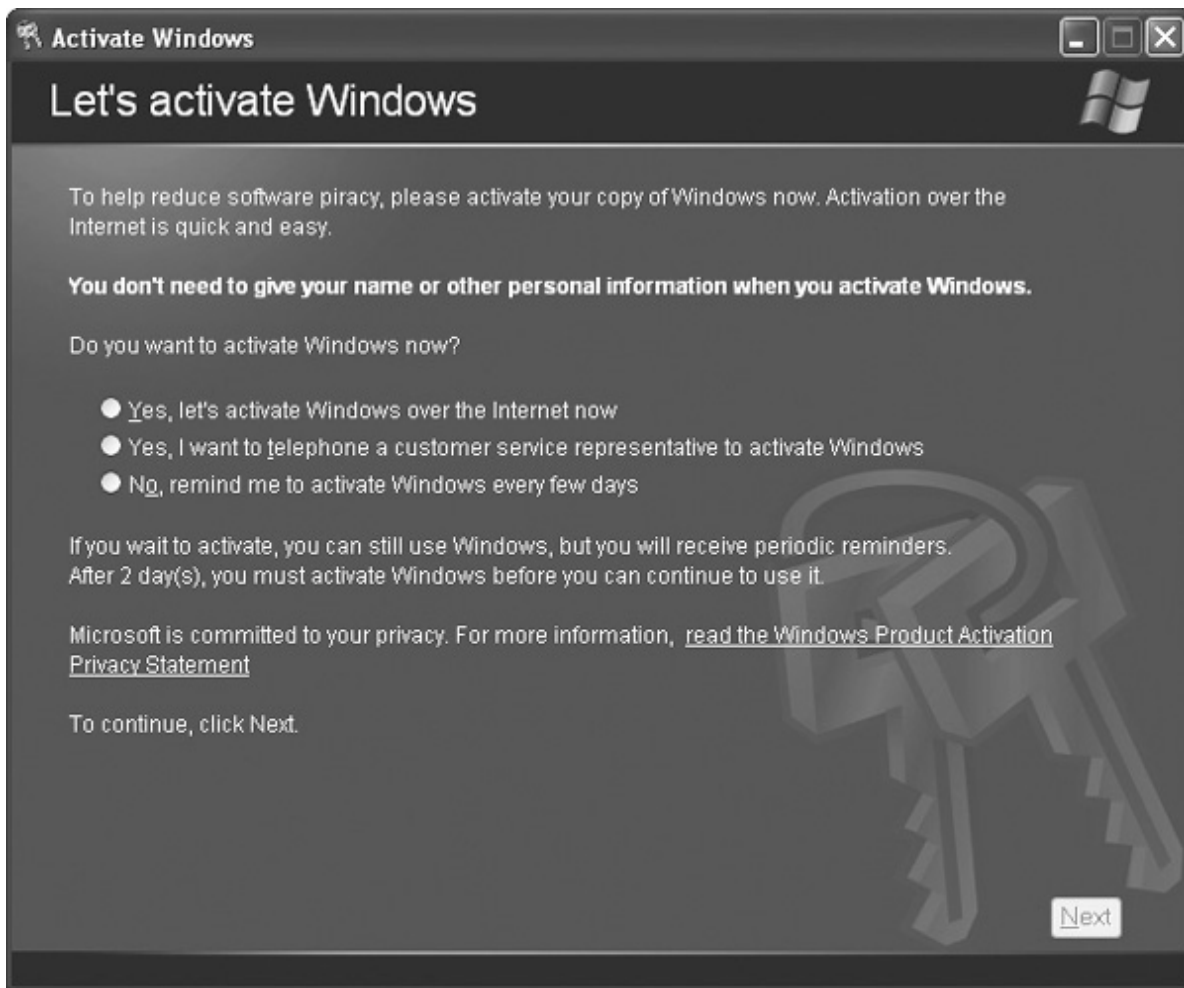 Activate Windows
Let's activate Windows
To help reduce software piracy, please activate your copy of Windows now. Activation over the
Internet is quick and easy.
You don't need to give your name or other personal information when you activate Windows.
Do you want to activate Windows now?
Yes, let's activate Windows over the Internet now
Yes, I want to telephone a customer service representative to activate Windows
No, remind me to activate Windows every few days
If you wait to activate, you can still use Windows, but you will receive periodic reminders.
After 2 day(s), you must activate Windows before you can continue to use it.
Microsoft is committed to your privacy. For more information, read the Windows Product Activation
Privacy Statement
To continue, click Next.
Next